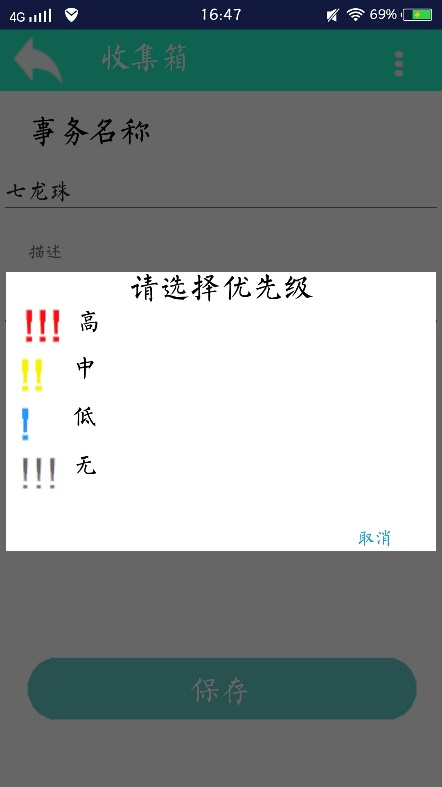 4G 16:47 69%
收集箱
事务名称
七龙珠
描述
请选择优先级
!!! 高
!! 中
! 低
!!! 无
取消
保存